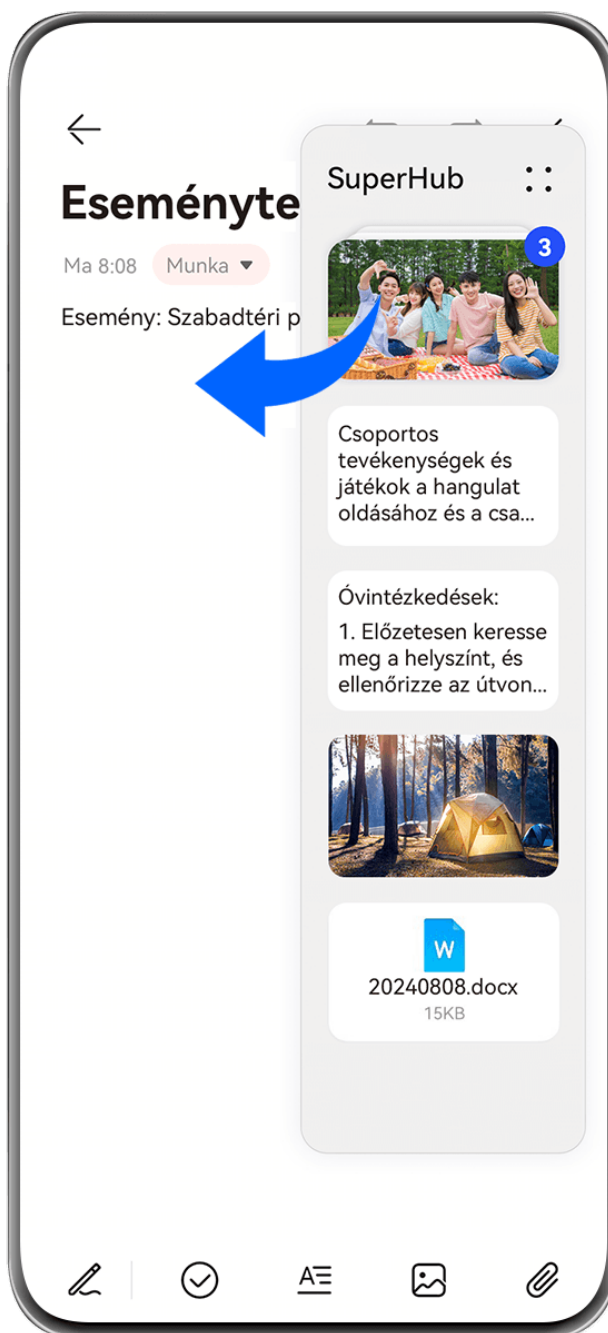 SuperHub
Eseményte
3
Ma 8:08 Munka
Esemény: Szabadtéri p
Csoportos
tevékenységek és
játékok a hangulat
oldásához és a csa...
Óvintézkedések:
1. Előzetesen keresse
meg a helyszínt, és
ellenőrizze az útvon...
W
20240808.docx
15KB
A